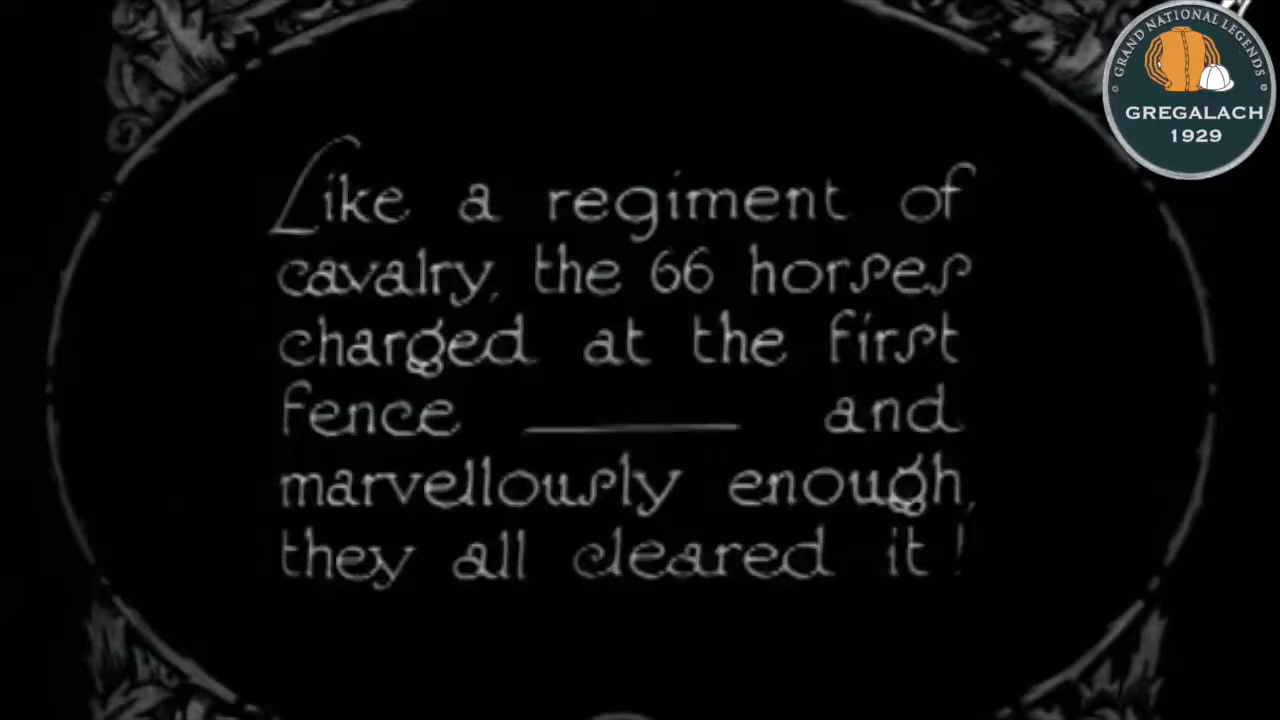 Like a regiment of
cavalry, the 66 horses
charged at the first
fence ——— and
marvellously enough,
they all cleared it!
GRAND NATIONAL LEGENDS
GREGALACH
1929